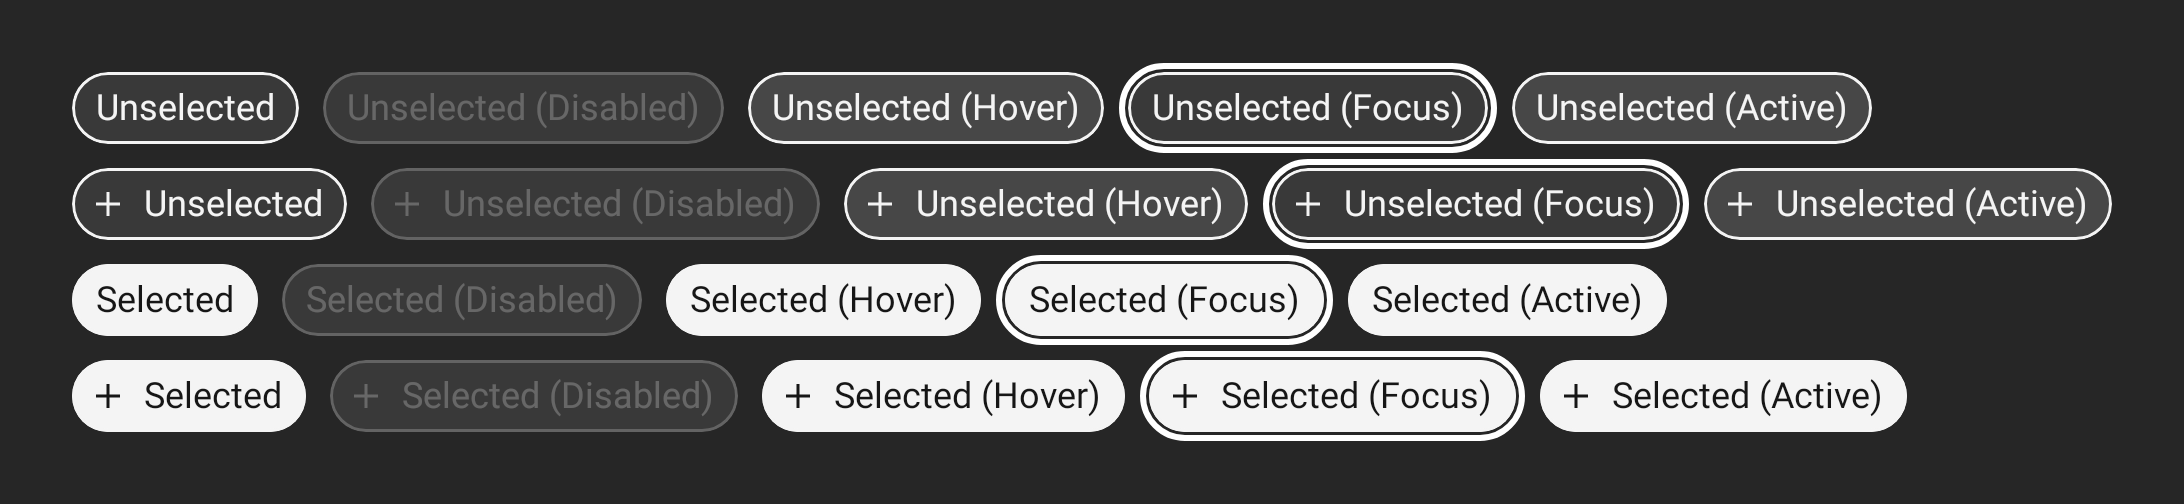 Unselected Unselected (Disabled) Unselected (Hover) Unselected (Focus) Unselected (Active)
+ Unselected + Unselected (Disabled) + Unselected (Hover) + Unselected (Focus) + Unselected (Active)
Selected Selected (Disabled) Selected (Hover) Selected (Focus) Selected (Active)
+ Selected + Selected (Disabled) + Selected (Hover) + Selected (Focus) + Selected (Active)